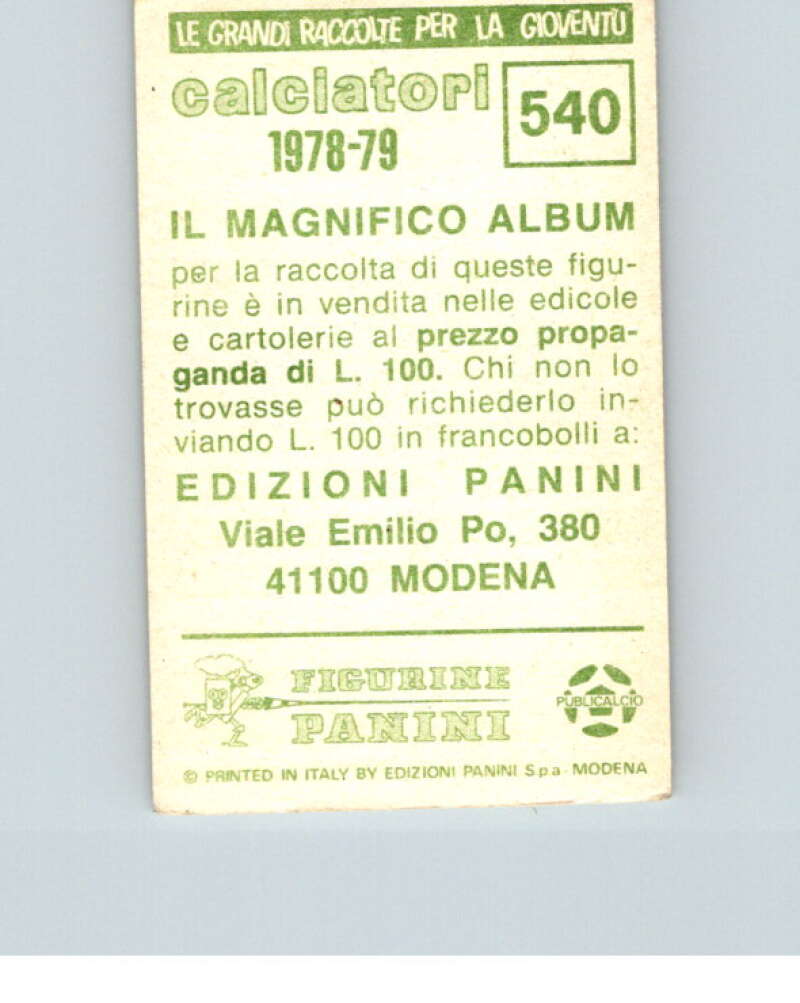 LE GRANDI RACCOLTE PER LA GIOVENTÙ
calciatori
1978-79
540
IL MAGNIFICO ALBUM
per la raccolta di queste figu-
rine è in vendita nelle edicole
e cartolerie al prezzo propa-
ganda di L. 100. Chi non lo
trovasse può richiederlo in-
viando L. 100 in francobolli a:
EDIZIONI PANINI
Viale Emilio Po, 380
41100 MODENA
FIGURINE
PANINI
PUBLICALCIO
© PRINTED IN ITALY BY EDIZIONI PANINI S.p.a. MODENA